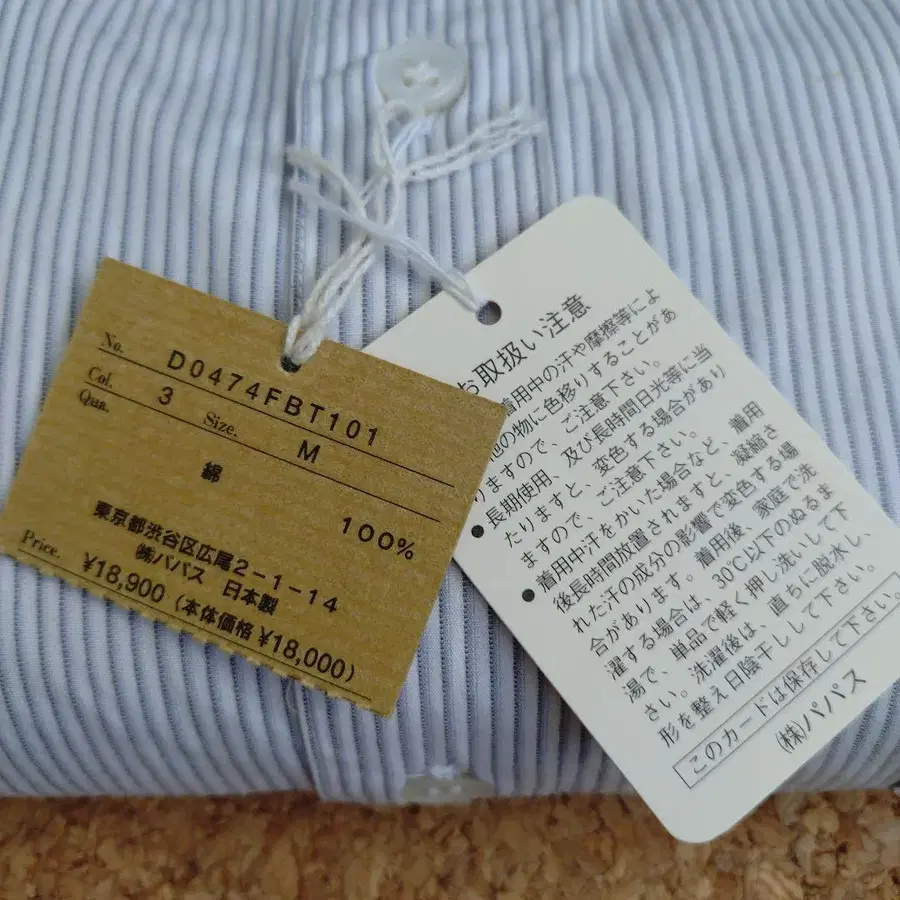 No. D0474FBT101
Col. 3 Size. M
Qua.
綿
100%
東京都渋谷区広尾2-1-14
㈱パパス 日本製
Price. ¥18,900 (本体価格 ¥18,000)
お取扱い注意
着用中の汗や摩擦等によ
他の物に色移りすることがあ
りますので、ご注意下さい。
●長期使用、及び長時間日光等に当
たりますと、変色する場合があり
ますので、ご注意下さい。
●着用中汗をかいた場合など、着用
後長時間放置されますと、凝縮さ
れた汗の成分の影響で変色する場
合があります。着用後、家庭で洗
濯する場合は、30℃以下のぬるま
湯で、単品で軽く押し洗いして下
さい。洗濯後は、直ちに脱水し、
形を整え日陰干しして下さい。
このカードは保存して下さい。
㈱パパス